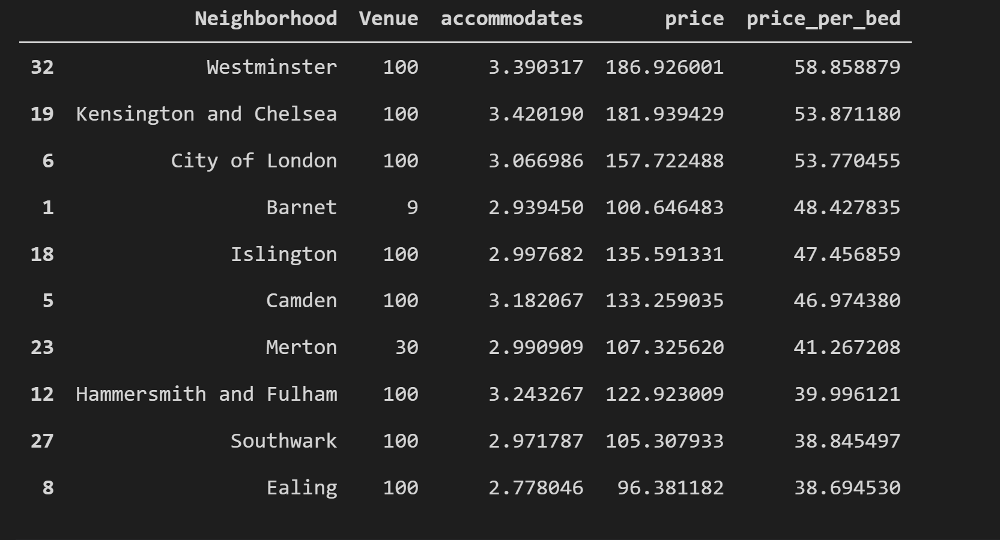 Neighborhood Venue accommodates price price_per_bed
32 Westminster 100 3.390317 186.926001 58.858879
19 Kensington and Chelsea 100 3.420190 181.939429 53.871180
6 City of London 100 3.066986 157.722488 53.770455
1 Barnet 9 2.939450 100.646483 48.427835
18 Islington 100 2.997682 135.591331 47.456859
5 Camden 100 3.182067 133.259035 46.974380
23 Merton 30 2.990909 107.325620 41.267208
12 Hammersmith and Fulham 100 3.243267 122.923009 39.996121
27 Southwark 100 2.971787 105.307933 38.845497
8 Ealing 100 2.778046 96.381182 38.694530